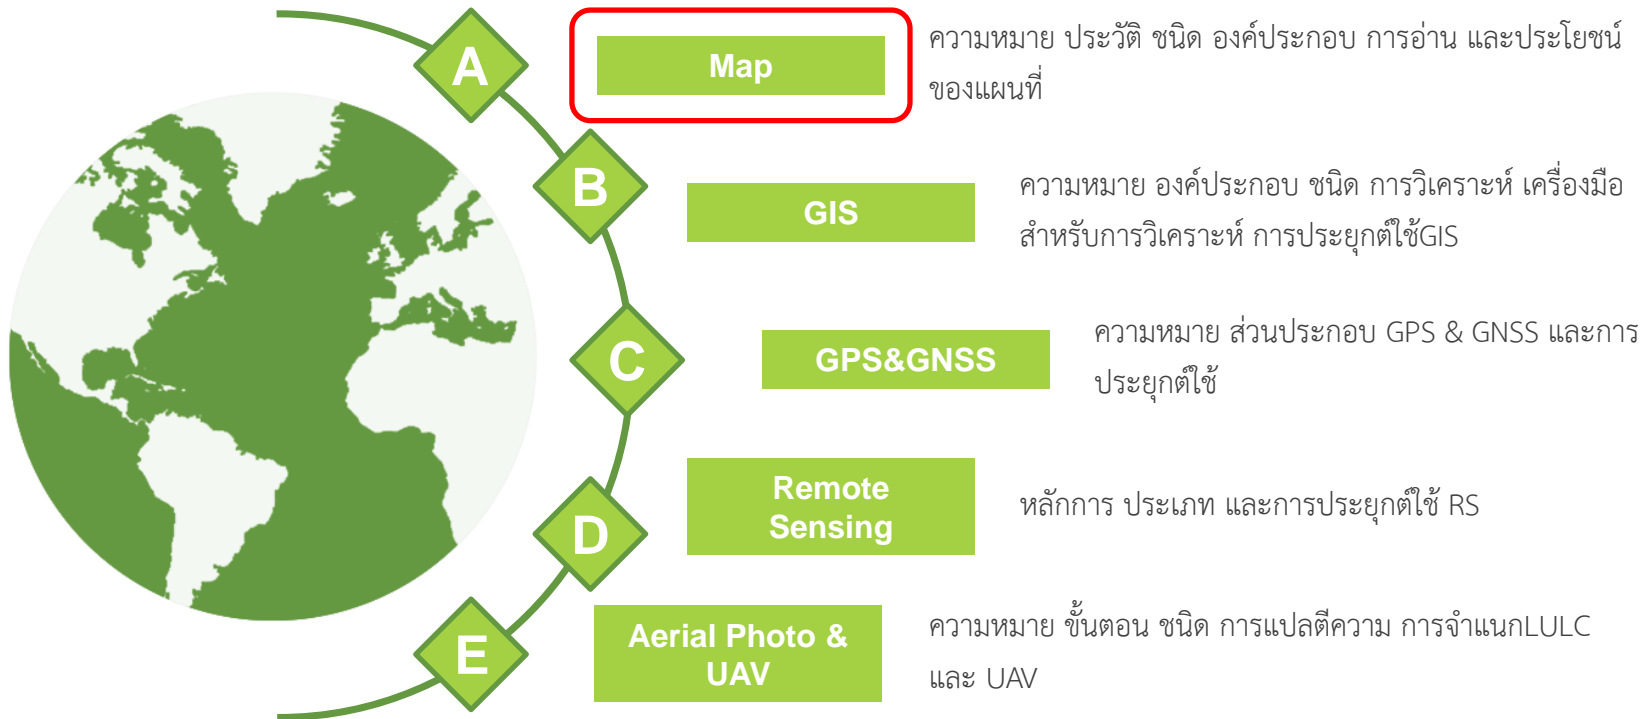 A
Map
ความหมาย ประวัติ ชนิด องค์ประกอบ การอ่าน และประโยชน์
ของแผนที่
B
GIS
ความหมาย องค์ประกอบ ชนิด การวิเคราะห์ เครื่องมือ
สำหรับการวิเคราะห์ การประยุกต์ใช้GIS
C
GPS&GNSS
ความหมาย ส่วนประกอบ GPS & GNSS และการ
ประยุกต์ใช้
D
Remote
Sensing
หลักการ ประเภท และการประยุกต์ใช้ RS
E
Aerial Photo &
UAV
ความหมาย ขั้นตอน ชนิด การแปลตีความ การจำแนกLULC
และ UAV